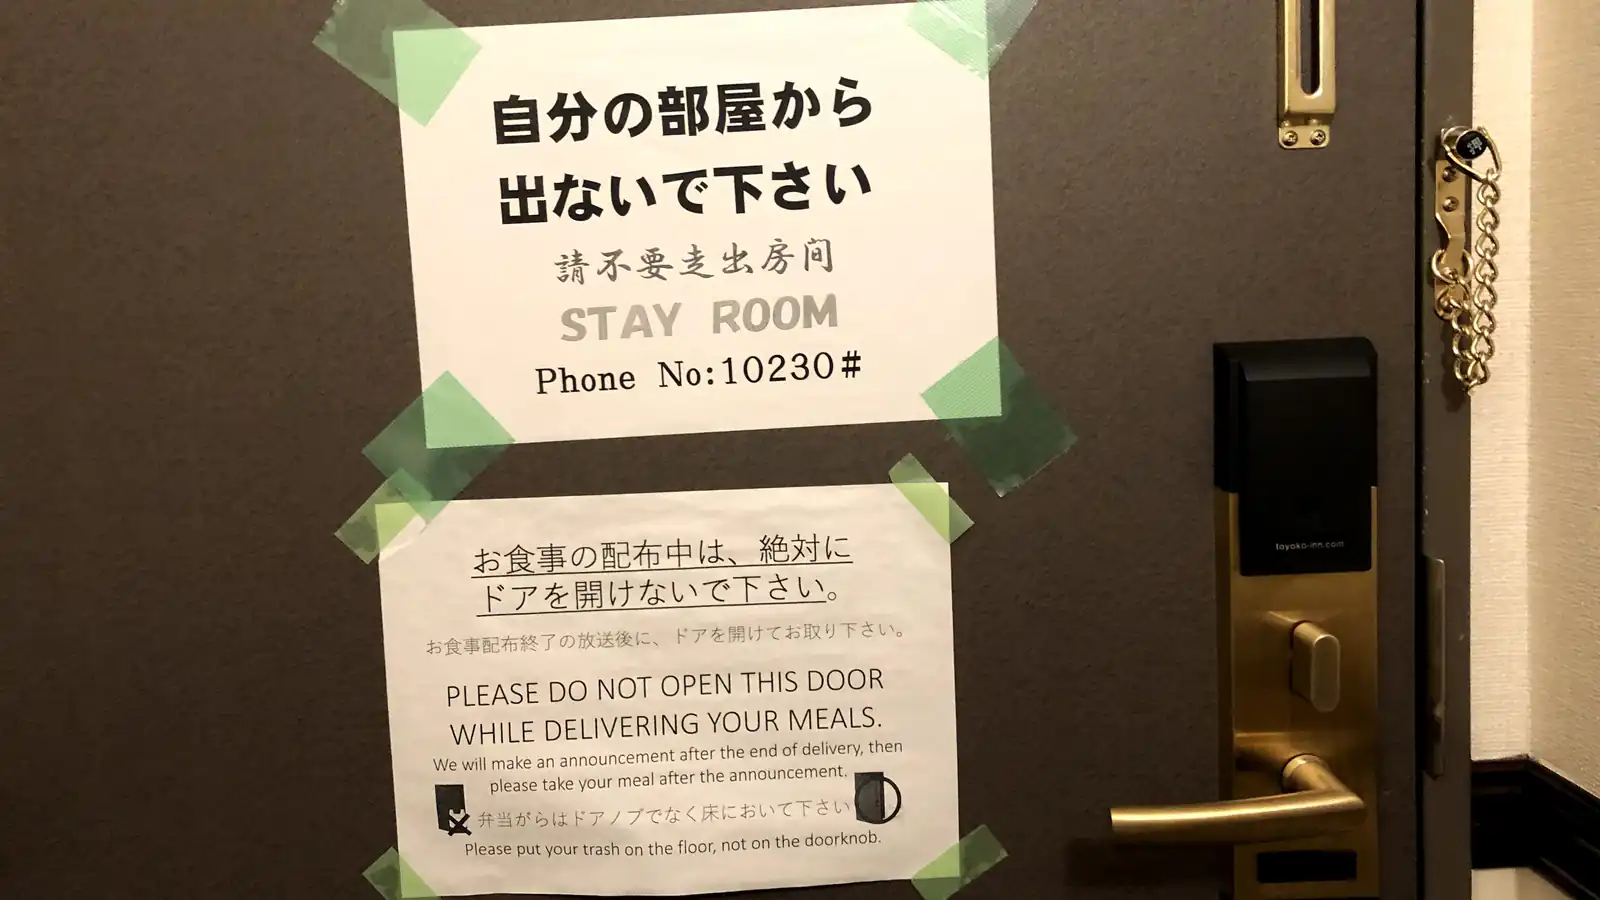 自分の部屋から
出ないで下さい
請不要走出房间
STAY ROOM
Phone No:10230#
お食事の配布中は、絶対に
ドアを開けないで下さい。
お食事配布終了の放送後に、ドアを開けてお取り下さい。
PLEASE DO NOT OPEN THIS DOOR
WHILE DELIVERING YOUR MEALS.
We will make an announcement after the end of delivery, then
please take your meal after the announcement.
弁当がらはドアノブでなく床において下さい
Please put your trash on the floor, not on the doorknob.
toyoko-inn.com